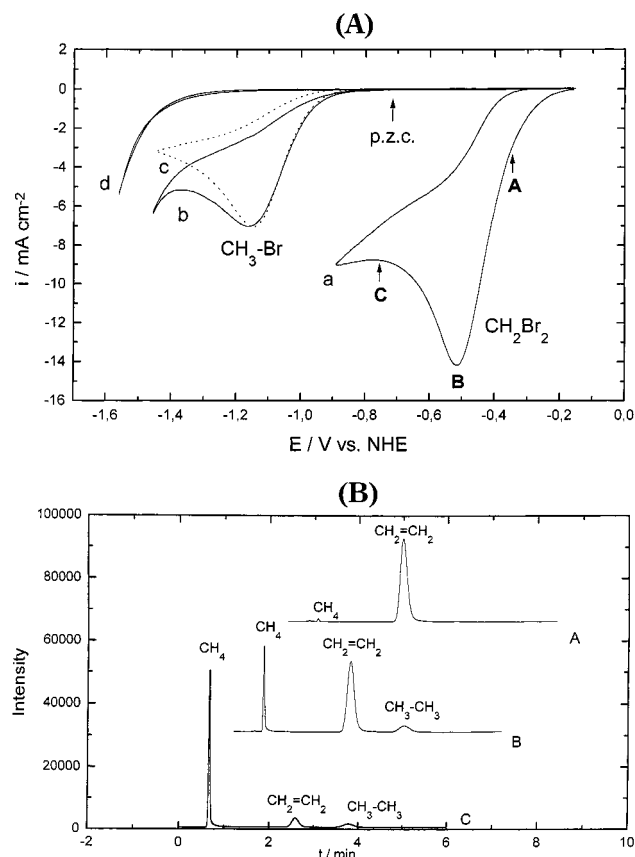 (A)
2
0
-2
-4
-6
-8
-10
-12
-14
-16
i / mA cm-2
-1,6
-1,4
-1,2
-1,0
-0,8
-0,6
-0,4
-0,2
0,0
E / V vs. NHE
d
c
b
CH3-Br
p.z.c.
a
C
B
A
CH2Br2
(B)
100000
80000
60000
40000
20000
0
Intensity
-2
0
2
4
6
8
10
t / min
CH2=CH2
CH4
A
CH4
CH2=CH2
CH3-CH3
B
CH4
CH2=CH2
CH3-CH3
C